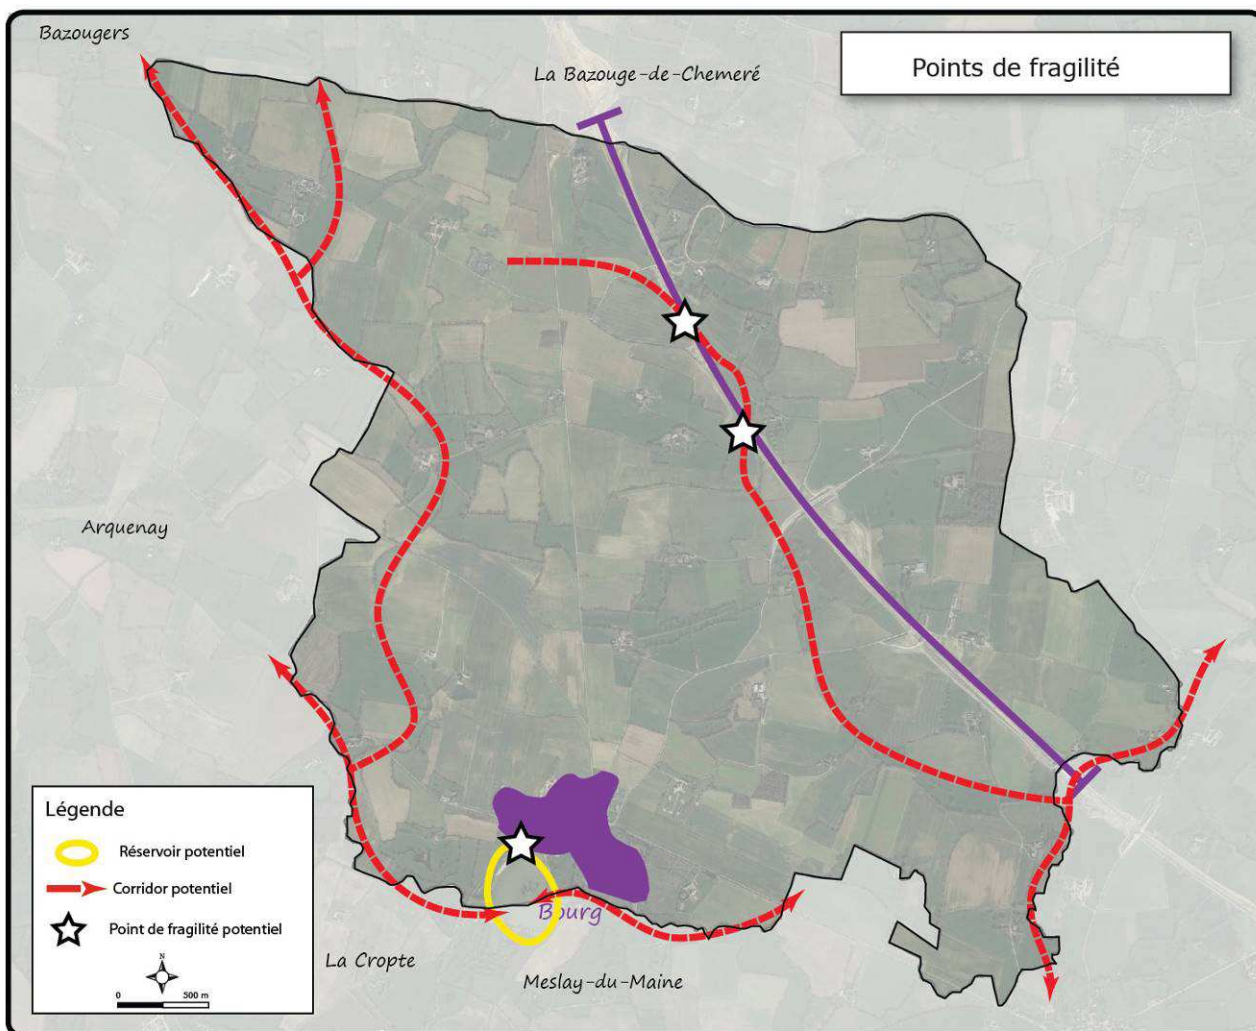 Bazougers
La Bazouge-de-Chemeré
Points de fragilité
Arquenay
Bourg
La Cropte
Meslay-du-Maine
Légende
Réservoir potentiel
Corridor potentiel
Point de fragilité potentiel
N
0 500 m